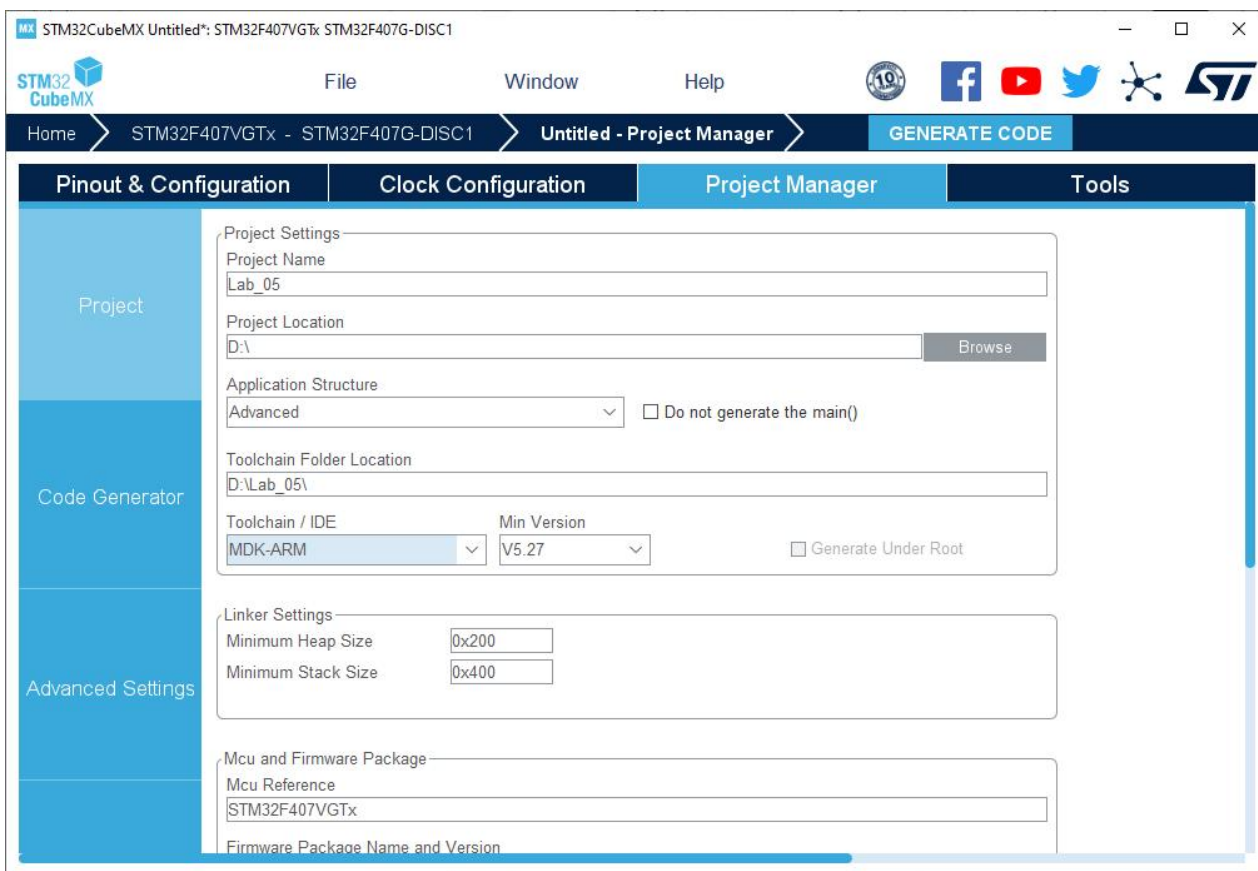 MX STM32CubeMX Untitled*: STM32F407VGTx STM32F407G-DISC1
STM32
CubeMX
File Window Help
10
ST
Home STM32F407VGTx - STM32F407G-DISC1 Untitled - Project Manager GENERATE CODE
Pinout & Configuration Clock Configuration Project Manager Tools
Project
Code Generator
Advanced Settings
Project Settings
Project Name
Lab_05
Project Location
D:\ Browse
Application Structure
Advanced Do not generate the main()
Toolchain Folder Location
D:\Lab_05\
Toolchain / IDE Min Version
MDK-ARM V5.27 Generate Under Root
Linker Settings
Minimum Heap Size 0x200
Minimum Stack Size 0x400
Mcu and Firmware Package
Mcu Reference
STM32F407VGTx
Firmware Package Name and Version